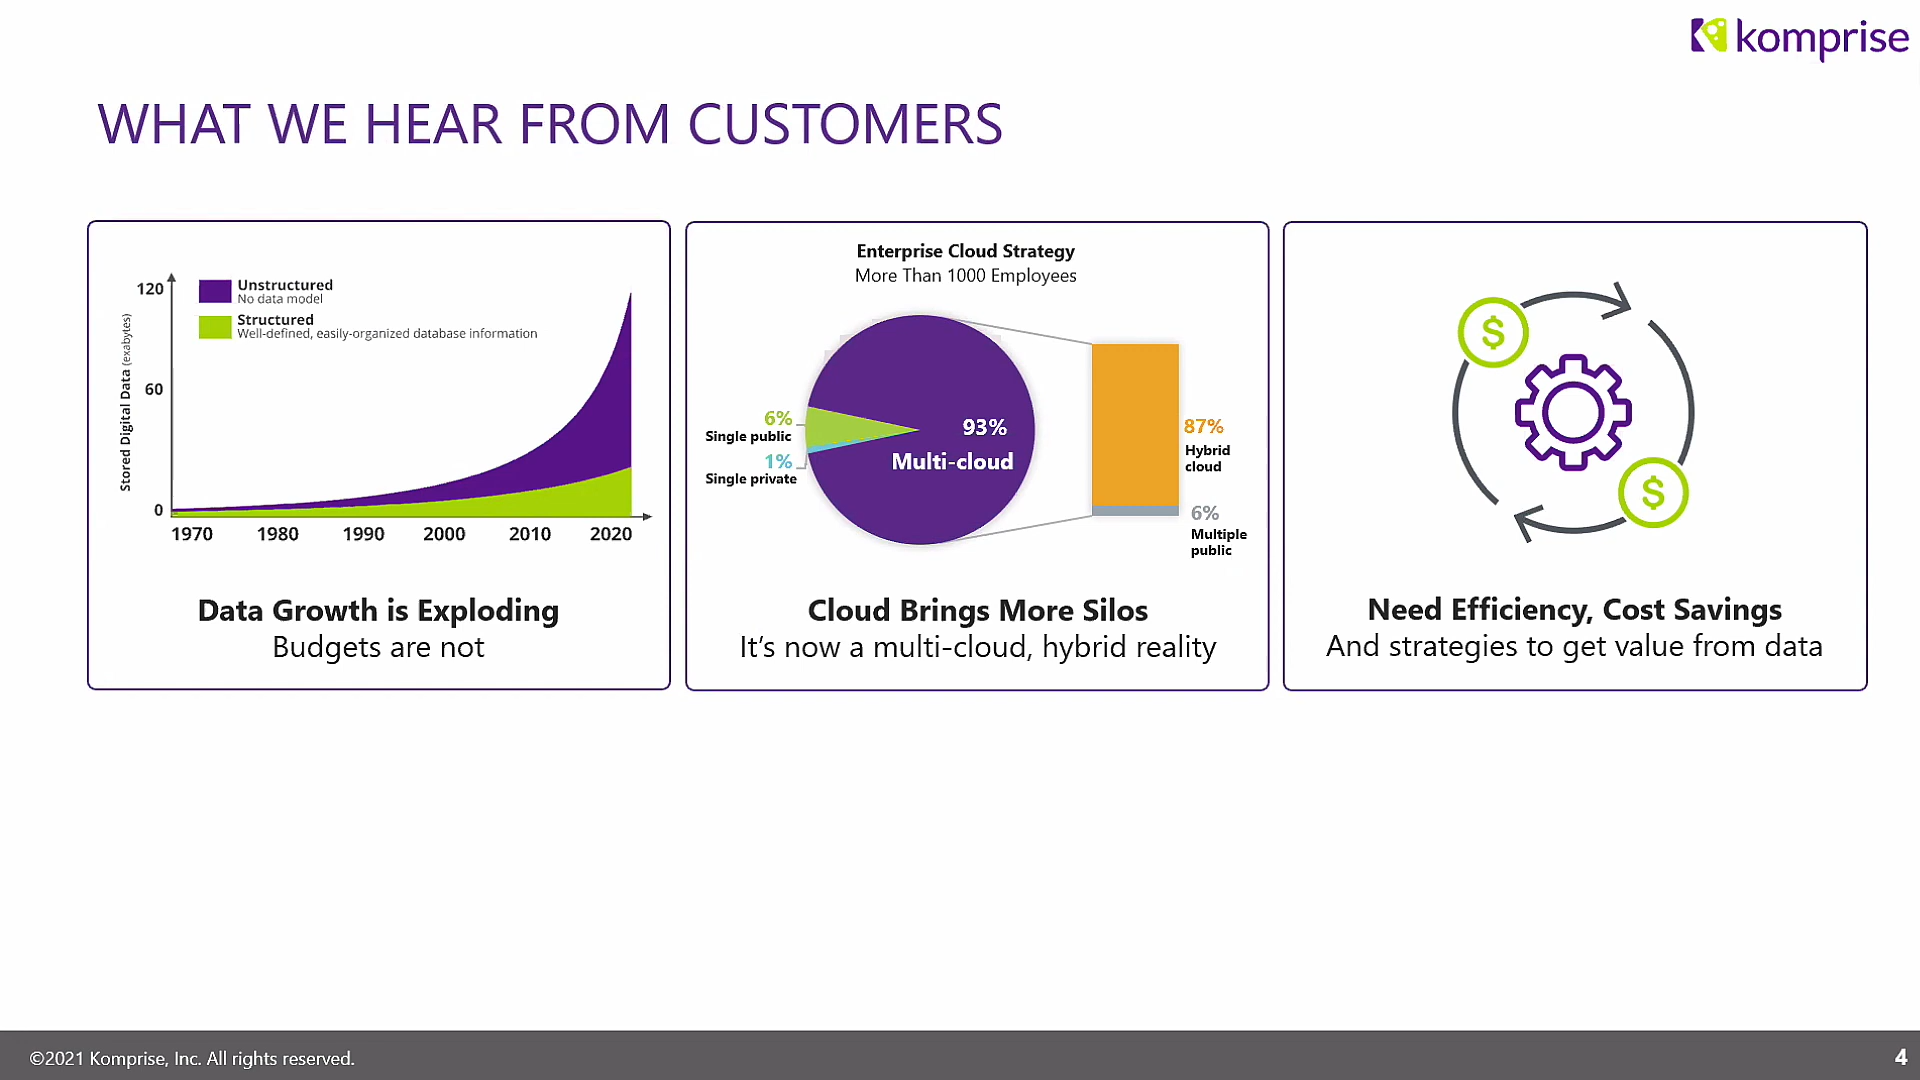 komprise
WHAT WE HEAR FROM CUSTOMERS
120
60
0
Stored Digital Data (exabytes)
Unstructured
No data model
Structured
Well-defined, easily-organized database information
1970 1980 1990 2000 2010 2020
Data Growth is Exploding
Budgets are not
Enterprise Cloud Strategy
More Than 1000 Employees
6%
Single public
1%
Single private
93%
Multi-cloud
87%
Hybrid
cloud
6%
Multiple
public
Cloud Brings More Silos
It’s now a multi-cloud, hybrid reality
$
$
Need Efficiency, Cost Savings
And strategies to get value from data
©2021 Komprise, Inc. All rights reserved.
4